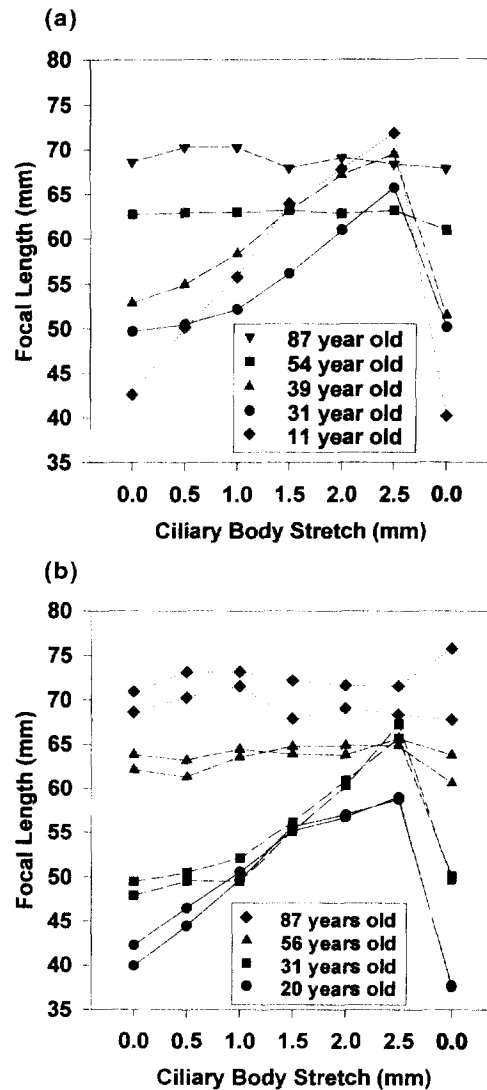 (a)
80
75
70
65
60
55
50
45
40
35
Focal Length (mm)
87 year old
54 year old
39 year old
31 year old
11 year old
0.0 0.5 1.0 1.5 2.0 2.5 0.0
Ciliary Body Stretch (mm)
(b)
80
75
70
65
60
55
50
45
40
35
Focal Length (mm)
87 years old
56 years old
31 years old
20 years old
0.0 0.5 1.0 1.5 2.0 2.5 0.0
Ciliary Body Stretch (mm)